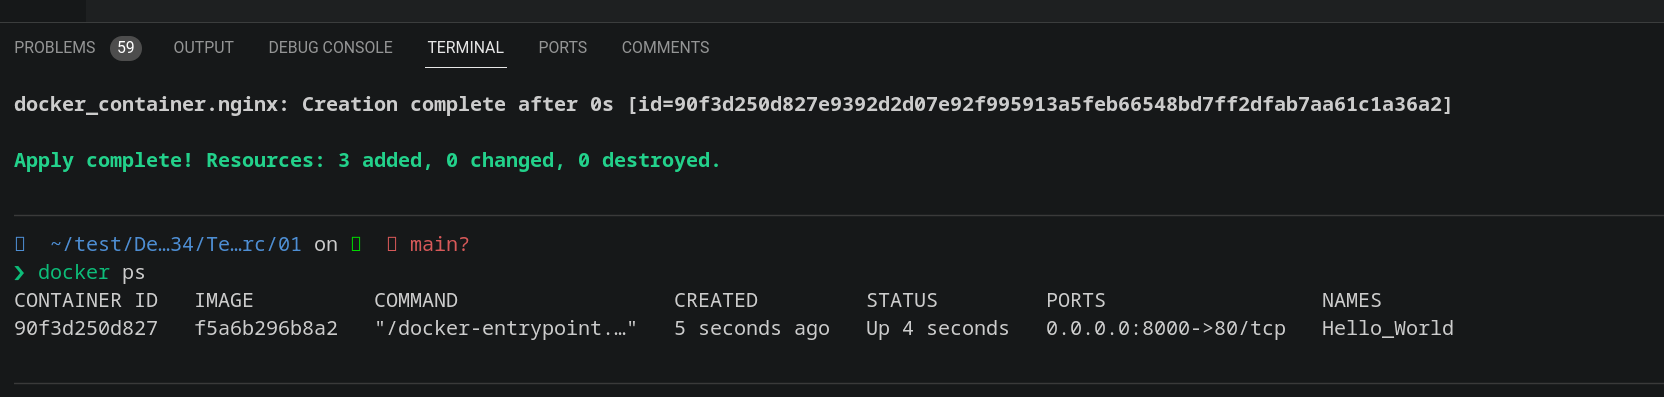 PROBLEMS 59 OUTPUT DEBUG CONSOLE TERMINAL PORTS COMMENTS
docker_container.nginx: Creation complete after 0s [id=90f3d250d827e9392d2d07e92f995913a5feb66548bd7ff2dfab7aa61c1a36a2]
Apply complete! Resources: 3 added, 0 changed, 0 destroyed.
~/test/De…34/Te…rc/01 on main?
❯ docker ps
CONTAINER ID IMAGE COMMAND CREATED STATUS PORTS NAMES
90f3d250d827 f5a6b296b8a2 "/docker-entrypoint.…" 5 seconds ago Up 4 seconds 0.0.0.0:8000->80/tcp Hello_World